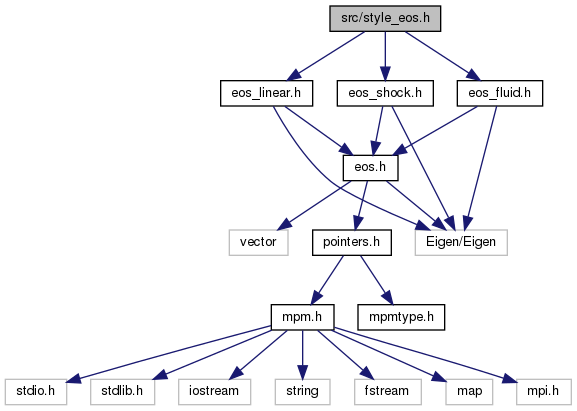 src/style_eos.h
eos_linear.h
eos_shock.h
eos_fluid.h
eos.h
vector
pointers.h
Eigen/Eigen
mpm.h
mpmtype.h
stdio.h
stdlib.h
iostream
string
fstream
map
mpi.h